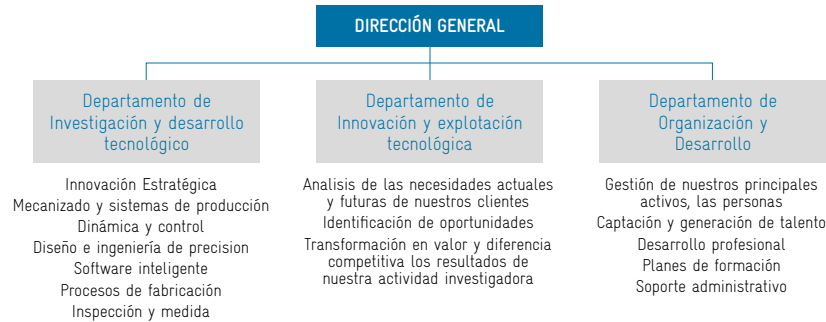 DIRECCIÓN GENERAL
Departamento de
Investigación y desarrollo
tecnológico
Innovación Estratégica
Mecanizado y sistemas de producción
Dinámica y control
Diseño e ingeniería de precision
Software inteligente
Procesos de fabricación
Inspección y medida
Departamento de
Innovación y explotación
tecnológica
Analisis de las necesidades actuales
y futuras de nuestros clientes
Identificación de oportunidades
Transformación en valor y diferencia
competitiva los resultados de
nuestra actividad investigadora
Departamento de
Organización y
Desarrollo
Gestión de nuestros principales
activos, las personas
Captación y generación de talento
Desarrollo profesional
Planes de formación
Soporte administrativo